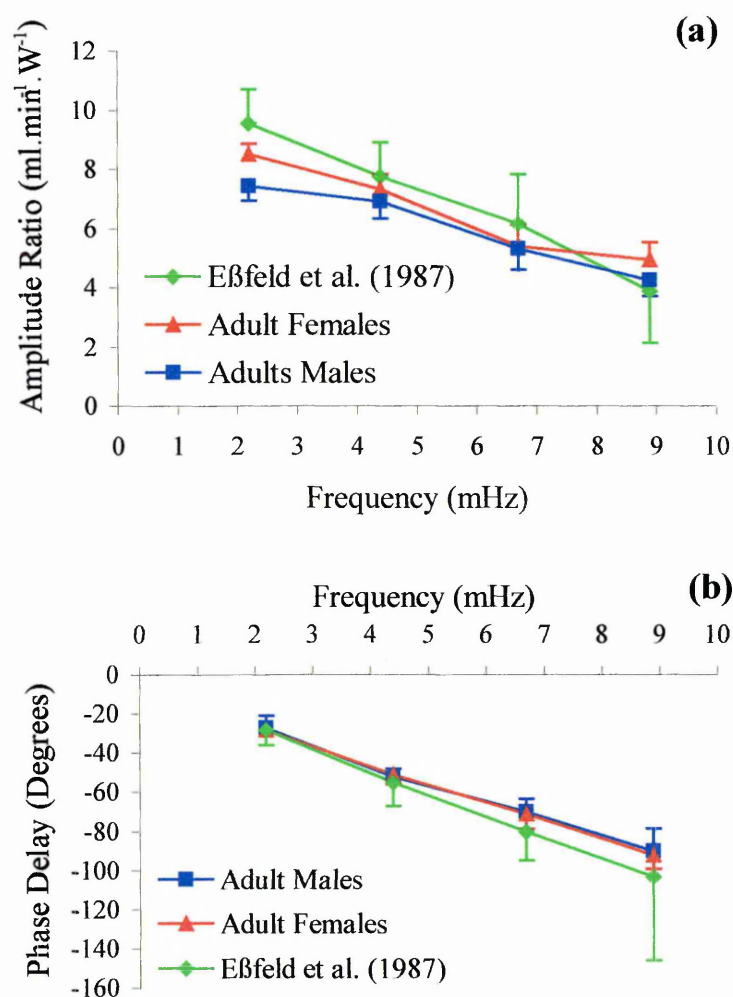 (a)
12
10
8
6
4
2
0
Amplitude Ratio (ml.min⁻¹.W⁻¹)
Eßfeld et al. (1987)
Adult Females
Adults Males
0 1 2 3 4 5 6 7 8 9 10
Frequency (mHz)
(b)
Frequency (mHz)
0 1 2 3 4 5 6 7 8 9 10
0
-20
-40
-60
-80
-100
-120
-140
-160
Phase Delay (Degrees)
Adult Males
Adult Females
Eßfeld et al. (1987)